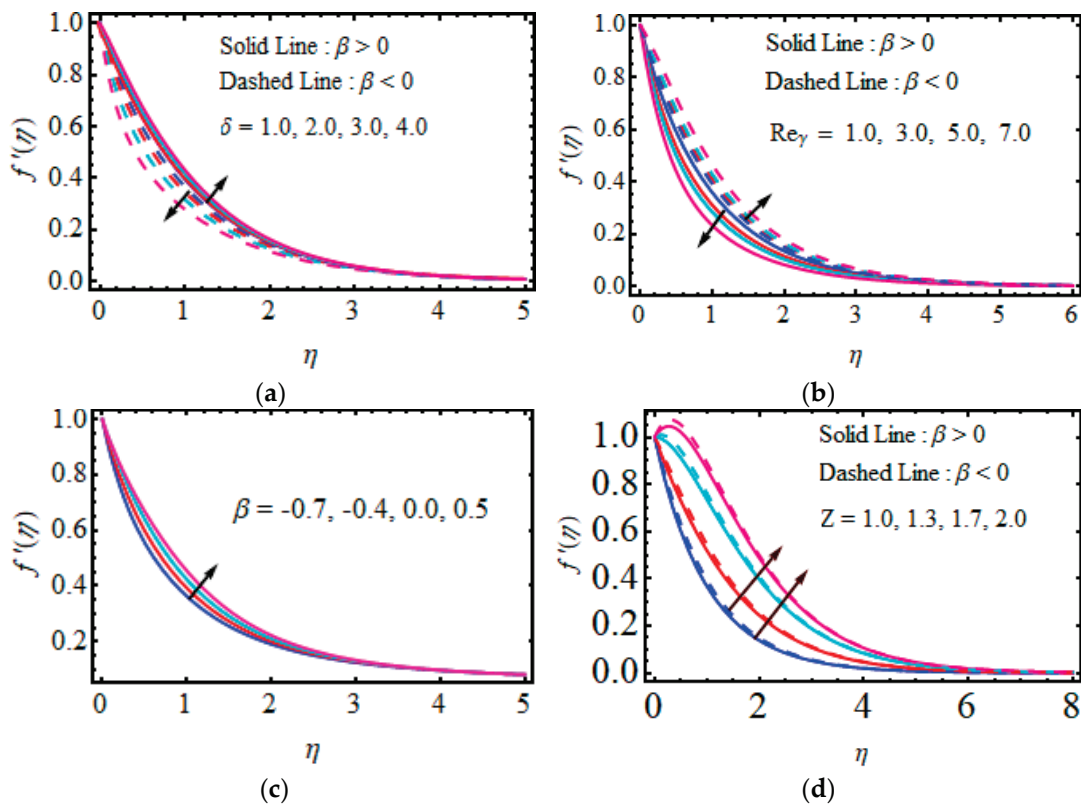 Solid Line : β > 0
Dashed Line : β < 0
δ = 1.0, 2.0, 3.0, 4.0
f '(η)
1.0
0.8
0.6
0.4
0.2
0.0
0 1 2 3 4 5
η
(a)
Solid Line : β > 0
Dashed Line : β < 0
Reγ = 1.0, 3.0, 5.0, 7.0
f '(η)
1.0
0.8
0.6
0.4
0.2
0.0
0 1 2 3 4 5 6
η
(b)
β = -0.7, -0.4, 0.0, 0.5
f '(η)
1.0
0.8
0.6
0.4
0.2
0 1 2 3 4 5
η
(c)
Solid Line : β > 0
Dashed Line : β < 0
Z = 1.0, 1.3, 1.7, 2.0
f '(η)
1.0
0.8
0.6
0.4
0.2
0.0
0 2 4 6 8
η
(d)